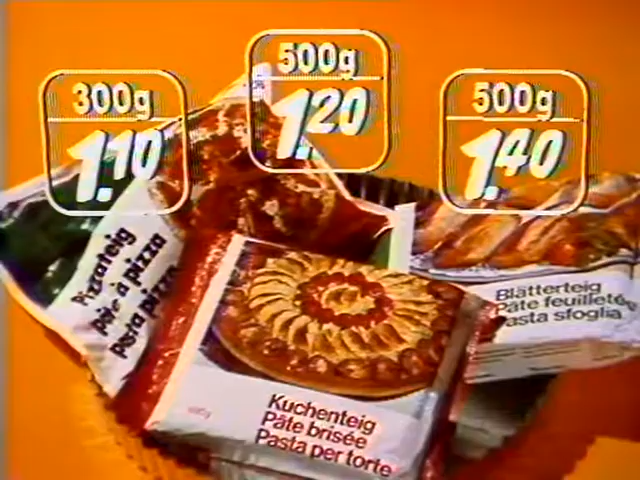 300g
1.10
500g
1.20
500g
1.40
Pizzateig
Pâte à pizza
Pasta pizza
Blätterteig
Pâte feuilletée
Pasta sfoglia
Kuchenteig
Pâte brisée
Pasta per torte